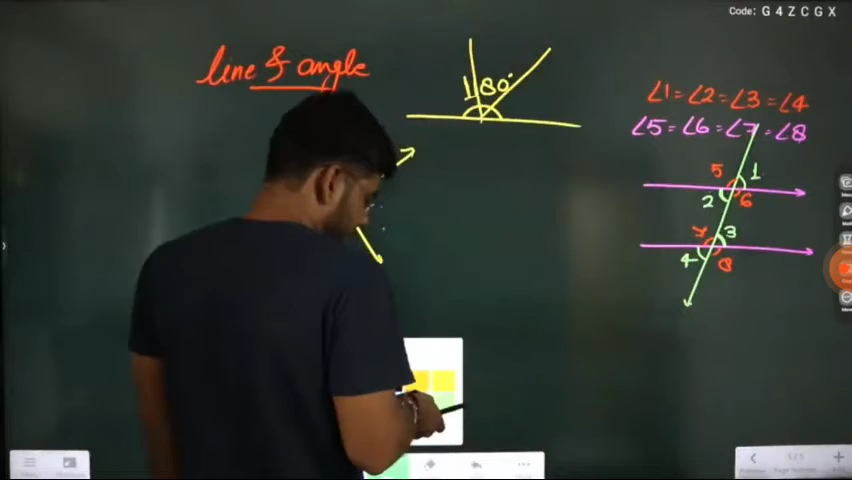 Code: G4ZCGX
line & angle
180°
∠1 = ∠2 = ∠3 = ∠4
∠5 = ∠6 = ∠7 = ∠8
5 1
2 6
7 3
4 8